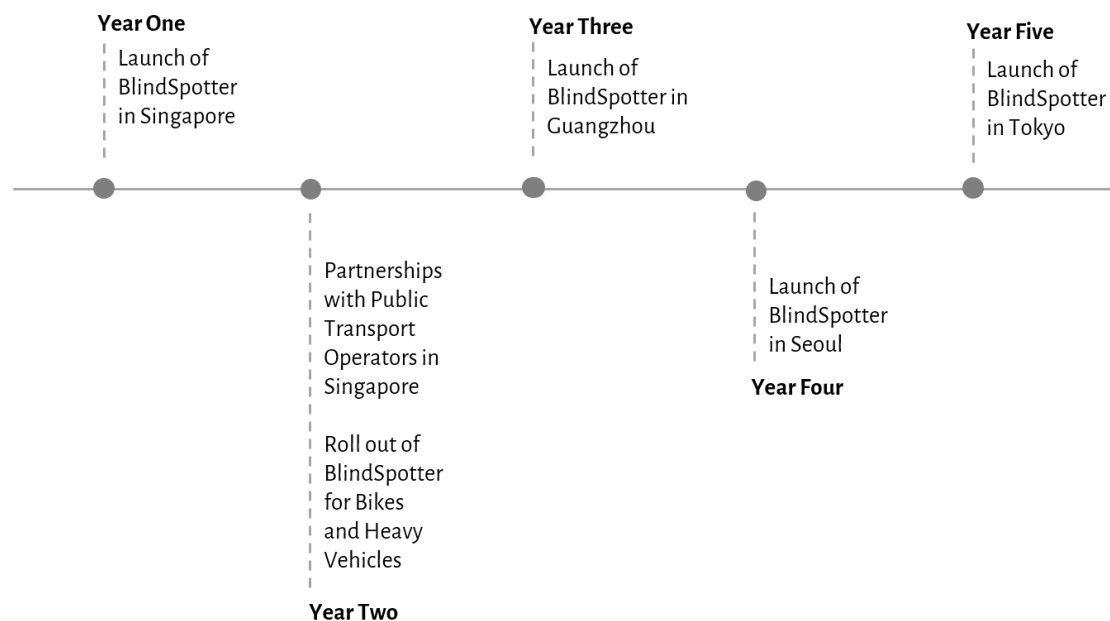 Year One
Launch of
BlindSpotter
in Singapore
Partnerships
with Public
Transport
Operators in
Singapore
Roll out of
BlindSpotter
for Bikes
and Heavy
Vehicles
Year Two
Year Three
Launch of
BlindSpotter in
Guangzhou
Launch of
BlindSpotter
in Seoul
Year Four
Year Five
Launch of
BlindSpotter
in Tokyo